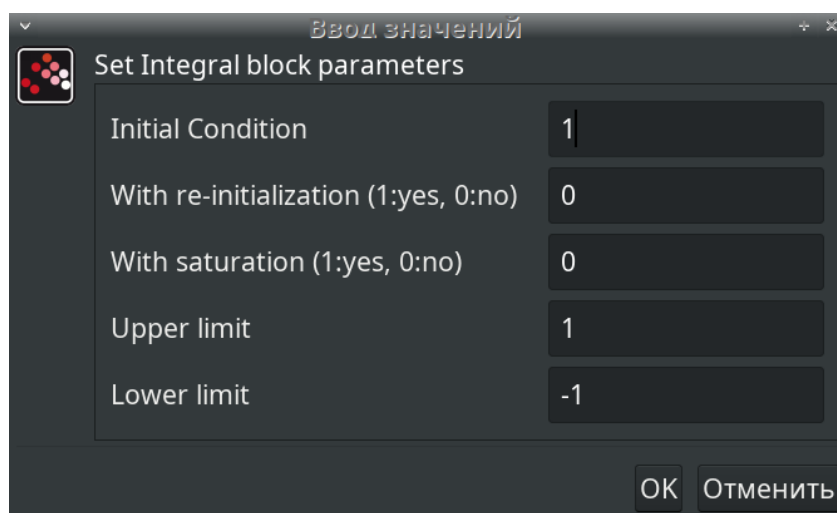 Ввод значений
Set Integral block parameters
Initial Condition 1
With re-initialization (1:yes, 0:no) 0
With saturation (1:yes, 0:no) 0
Upper limit 1
Lower limit -1
OK Отменить